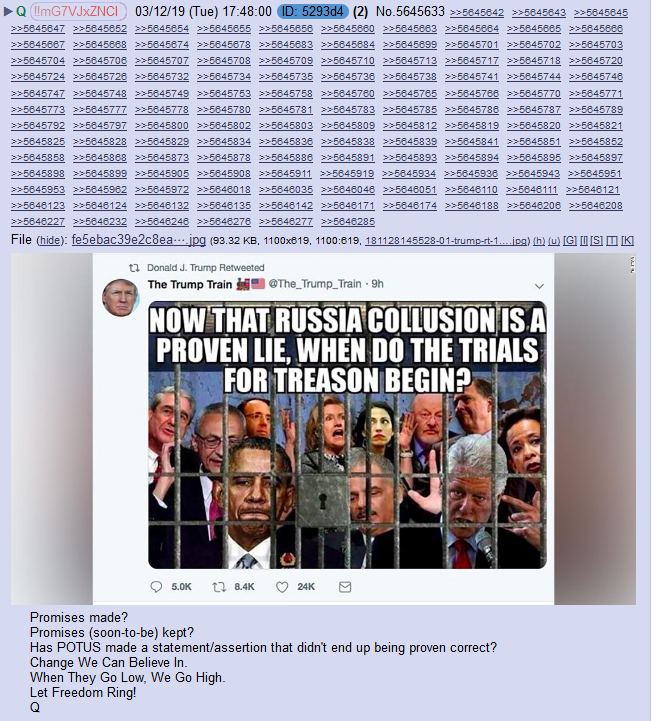 Q !!mG7VJxZNCI 03/12/19 (Tue) 17:48:00 ID: 5293d4 (2) No.5645633 >>5645642 >>5645643 >>5645645
>>5645647 >>5645652 >>5645654 >>5645655 >>5645656 >>5645660 >>5645663 >>5645664 >>5645665 >>5645666
>>5645667 >>5645668 >>5645674 >>5645678 >>5645683 >>5645684 >>5645699 >>5645701 >>5645702 >>5645703
>>5645704 >>5645706 >>5645707 >>5645708 >>5645709 >>5645710 >>5645713 >>5645717 >>5645718 >>5645720
>>5645724 >>5645726 >>5645732 >>5645734 >>5645735 >>5645736 >>5645738 >>5645741 >>5645744 >>5645746
>>5645747 >>5645748 >>5645749 >>5645753 >>5645758 >>5645760 >>5645765 >>5645766 >>5645770 >>5645771
>>5645773 >>5645777 >>5645778 >>5645780 >>5645781 >>5645783 >>5645785 >>5645786 >>5645787 >>5645789
>>5645792 >>5645797 >>5645800 >>5645802 >>5645803 >>5645809 >>5645812 >>5645819 >>5645820 >>5645821
>>5645825 >>5645828 >>5645829 >>5645834 >>5645836 >>5645838 >>5645839 >>5645841 >>5645851 >>5645852
>>5645858 >>5645868 >>5645873 >>5645878 >>5645886 >>5645891 >>5645893 >>5645894 >>5645895 >>5645897
>>5645898 >>5645899 >>5645905 >>5645908 >>5645911 >>5645919 >>5645934 >>5645936 >>5645943 >>5645951
>>5645953 >>5645962 >>5645972 >>5646018 >>5646035 >>5646046 >>5646051 >>5646110 >>5646111 >>5646121
>>5646123 >>5646124 >>5646132 >>5646135 >>5646142 >>5646171 >>5646174 >>5646188 >>5646206 >>5646208
>>5646227 >>5646232 >>5646246 >>5646276 >>5646277 >>5646285
File (hide): fe5ebac39e2c8ea⋯.jpg (93.32 KB, 1100x619, 1100:619, 181128145528-01-trump-rt-1….jpg) (h) (u) [G] [I] [S] [T] [K]
Donald J. Trump Retweeted
The Trump Train @The_Trump_Train · 9h
NOW THAT RUSSIA COLLUSION IS A
PROVEN LIE, WHEN DO THE TRIALS
FOR TREASON BEGIN?
5.0K 8.4K 24K
Promises made?
Promises (soon-to-be) kept?
Has POTUS made a statement/assertion that didn't end up being proven correct?
Change We Can Believe In.
When They Go Low, We Go High.
Let Freedom Ring!
Q